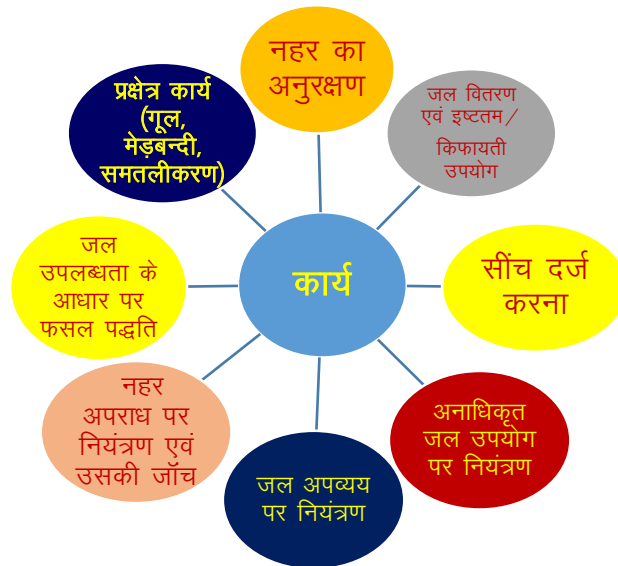 नहर का
अनुरक्षण
जल वितरण
एवं इष्टतम/
किफायती
उपयोग
सींच दर्ज
करना
अनाधिकृत
जल उपयोग
पर नियंत्रण
जल अपव्यय
पर नियंत्रण
नहर
अपराध पर
नियंत्रण एवं
उसकी जॉच
जल
उपलब्धता के
आधार पर
फसल पद्धति
प्रक्षेत्र कार्य
(गूल,
मेड़बन्दी,
समतलीकरण)
कार्य